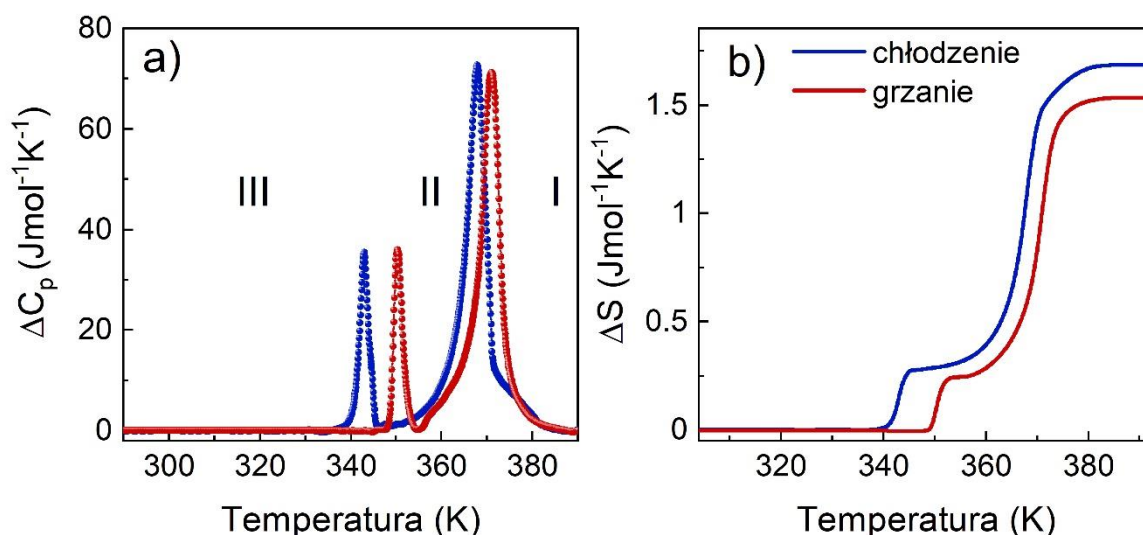 a)
III
II
I
80
60
40
20
0
300
320
340
360
380
ΔCp (Jmol-1K-1)
Temperatura (K)
b)
chłodzenie
grzanie
1.5
1
0.5
0
320
340
360
380
ΔS (Jmol-1K-1)
Temperatura (K)